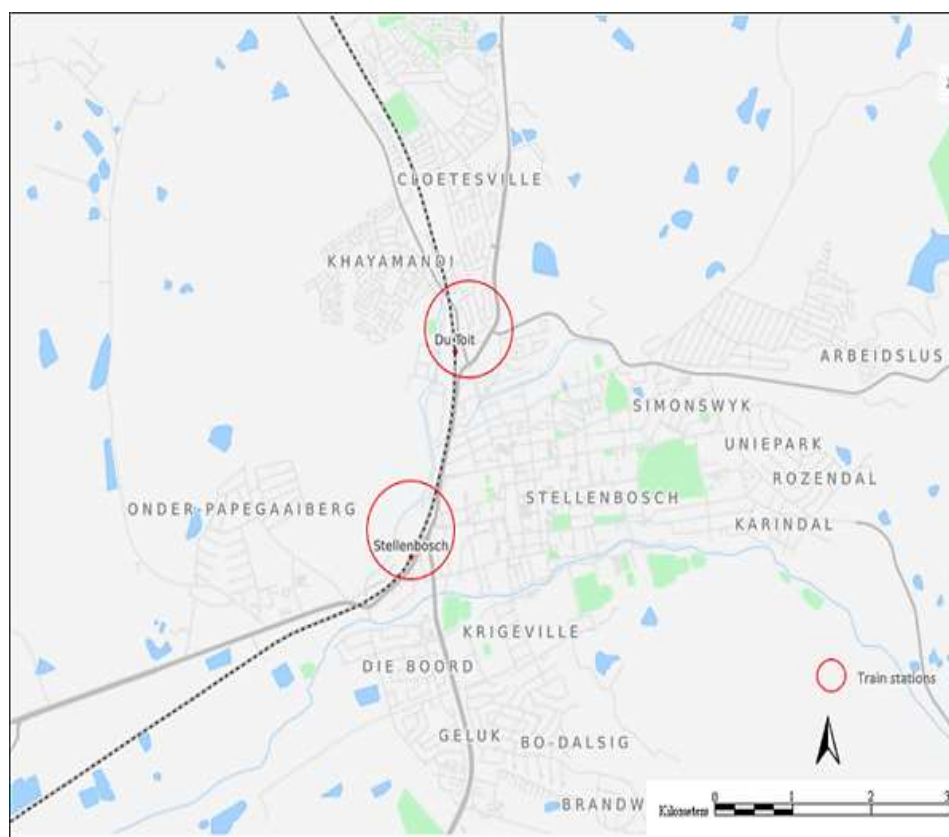 CLOETESVILLE
KHAYAMANDI
Du Toit
ARBEIDSLUS
SIMONSWYK
UNIEPARK
ROZENDAL
STELLENBOSCH
ONDER-PAPEGAAIBERG
KARINDAL
Stellenbosch
KRIGEVILLE
DIE BOORD
Train stations
GELUK
BO-DALSIG
BRANDW
0 1 2 3
Kilometers